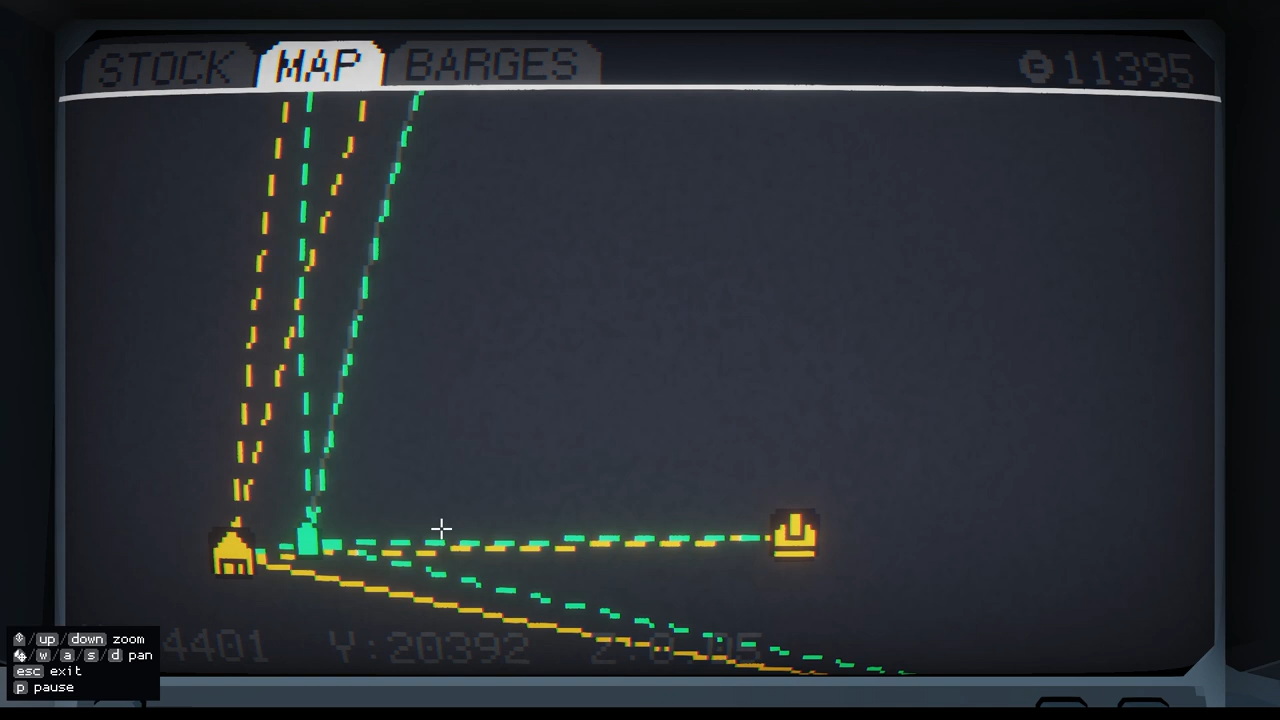 STOCK MAP BARGES 11395
4401 Y:20392
up / down zoom
w / a / s / d pan
esc exit
p pause